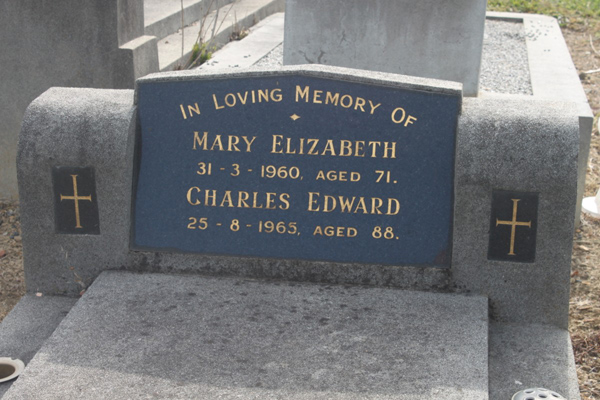 In Loving Memory Of
Mary Elizabeth
31-3-1960, aged 71.
Charles Edward
25-8-1965, aged 88.